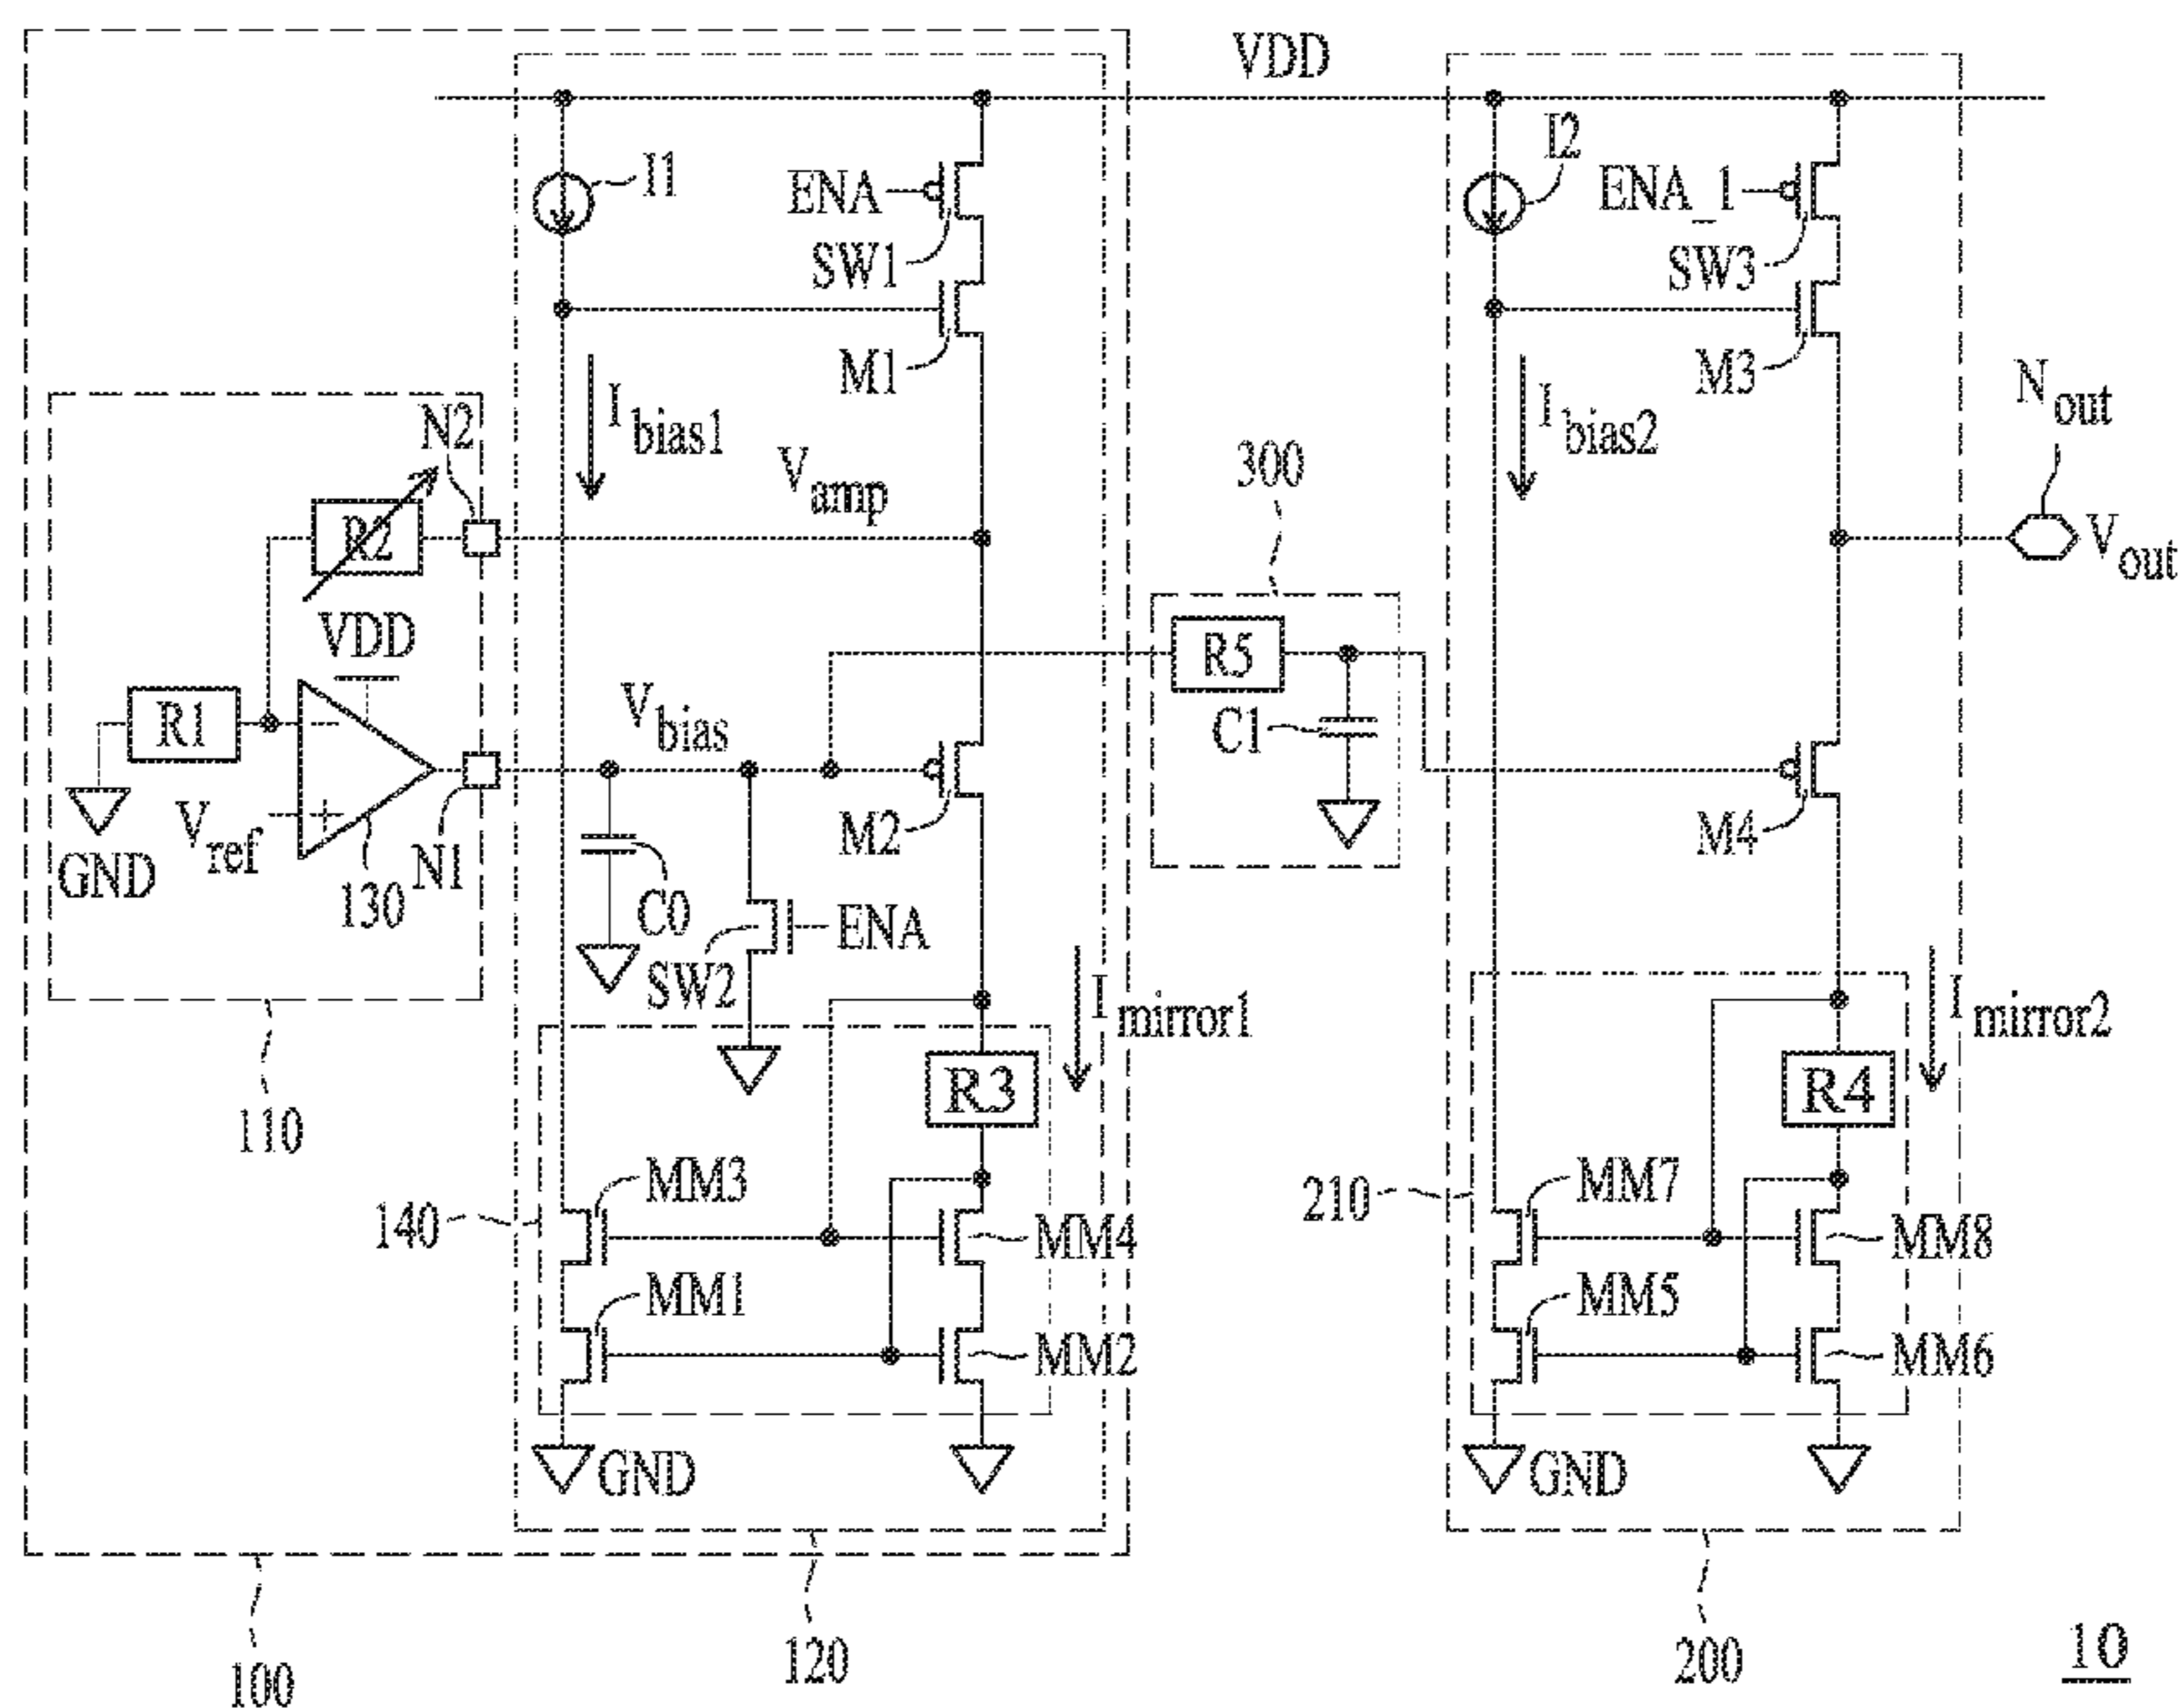 VDD
I1
I2
ENA
ENA_1
SW1
SW3
M1
M3
Nout
N2
Ibias1
Ibias2
Vamp
300
R2
Vout
VDD
R5
R1
−
Vbias
C1
Vref
+
M2
M4
GND
130
N1
C0
ENA
SW2
Imirror1
Imirror2
110
R3
R4
MM3
MM7
140
210
MM4
MM8
MM1
MM5
MM2
MM6
GND
GND
100
120
200
10